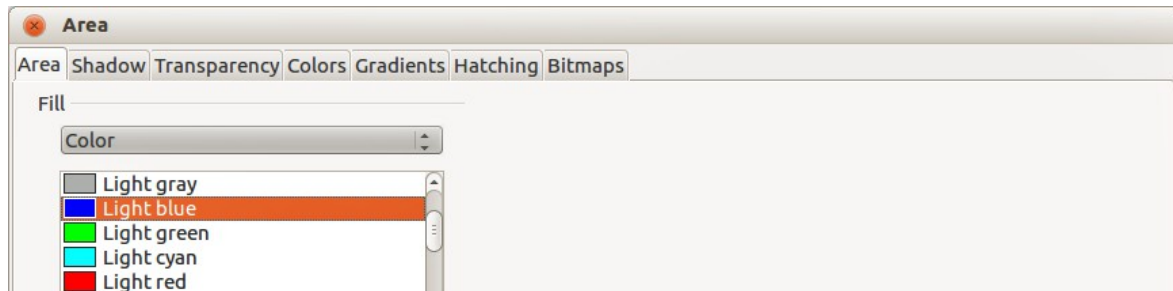 Area
Area Shadow Transparency Colors Gradients Hatching Bitmaps
Fill
Color
Light gray
Light blue
Light green
Light cyan
Light red